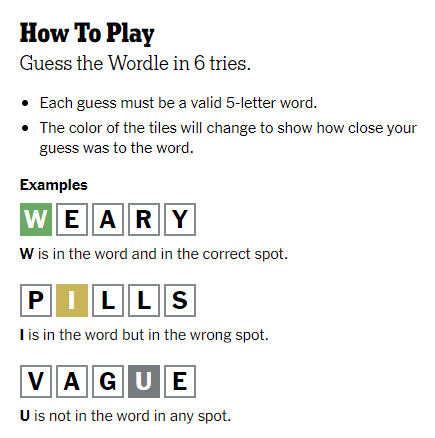 How To Play
Guess the Wordle in 6 tries.
• Each guess must be a valid 5-letter word.
• The color of the tiles will change to show how close your
guess was to the word.
Examples
W E A R Y
W is in the word and in the correct spot.
P I L L S
I is in the word but in the wrong spot.
V A G U E
U is not in the word in any spot.